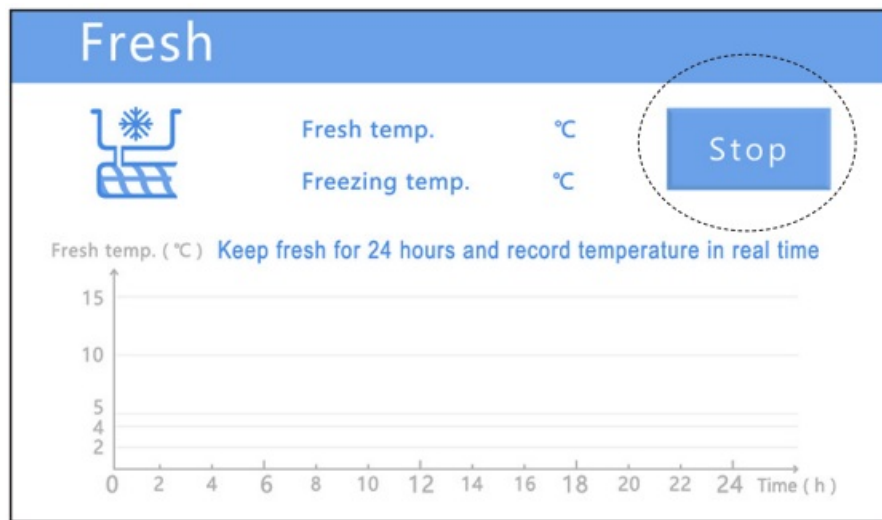 Fresh
Fresh temp. ℃
Stop
Freezing temp. ℃
Fresh temp. ( ℃ ) Keep fresh for 24 hours and record temperature in real time
15
10
5
4
2
0 2 4 6 8 10 12 14 16 18 20 22 24 Time ( h )